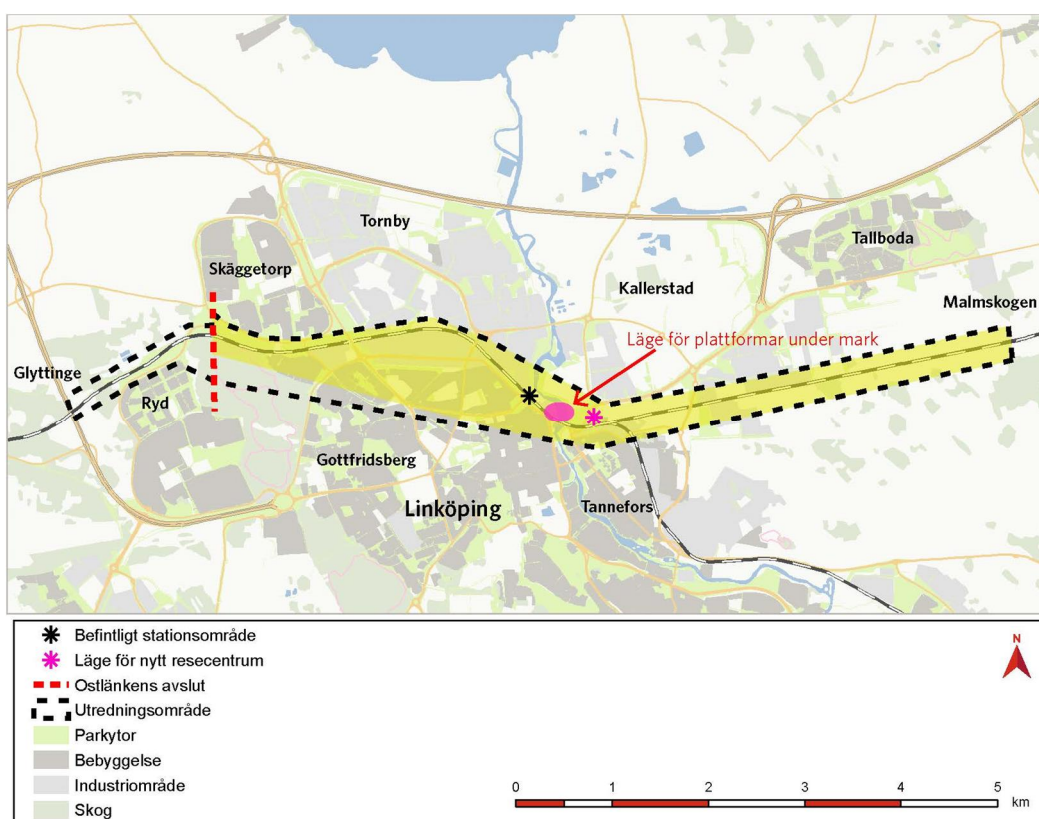 Tornby
Tallboda
Skäggetorp
Kallerstad
Malmskogen
Läge för plattformar under mark
Glyttinge
Ryd
Gottfridsberg
Linköping
Tannefors
Befintligt stationsområde
Läge för nytt resecentrum
Ostlänkens avslut
Utredningsområde
Parkytor
Bebyggelse
Industriområde
Skog
N
0 1 2 3 4 5
km